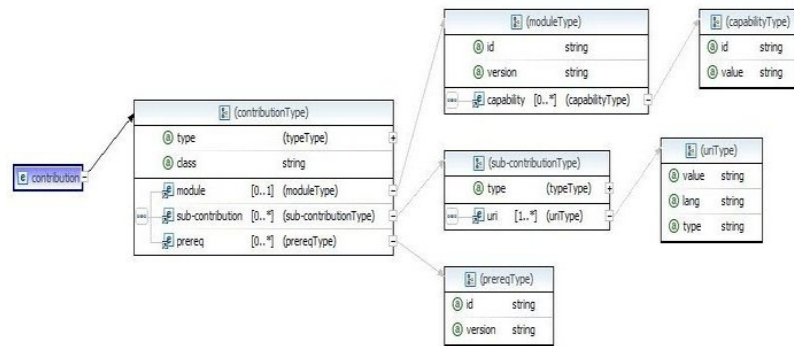 contribution
(contributionType)
type (typeType)
class string
module [0..1] (moduleType)
sub-contribution [0..*] (sub-contributionType)
prereq [0..*] (prereqType)
(moduleType)
id string
version string
capability [0..*] (capabilityType)
(capabilityType)
id string
value string
(sub-contributionType)
type (typeType)
uri [1..*] (uriType)
(uriType)
value string
lang string
type string
(prereqType)
id string
version string